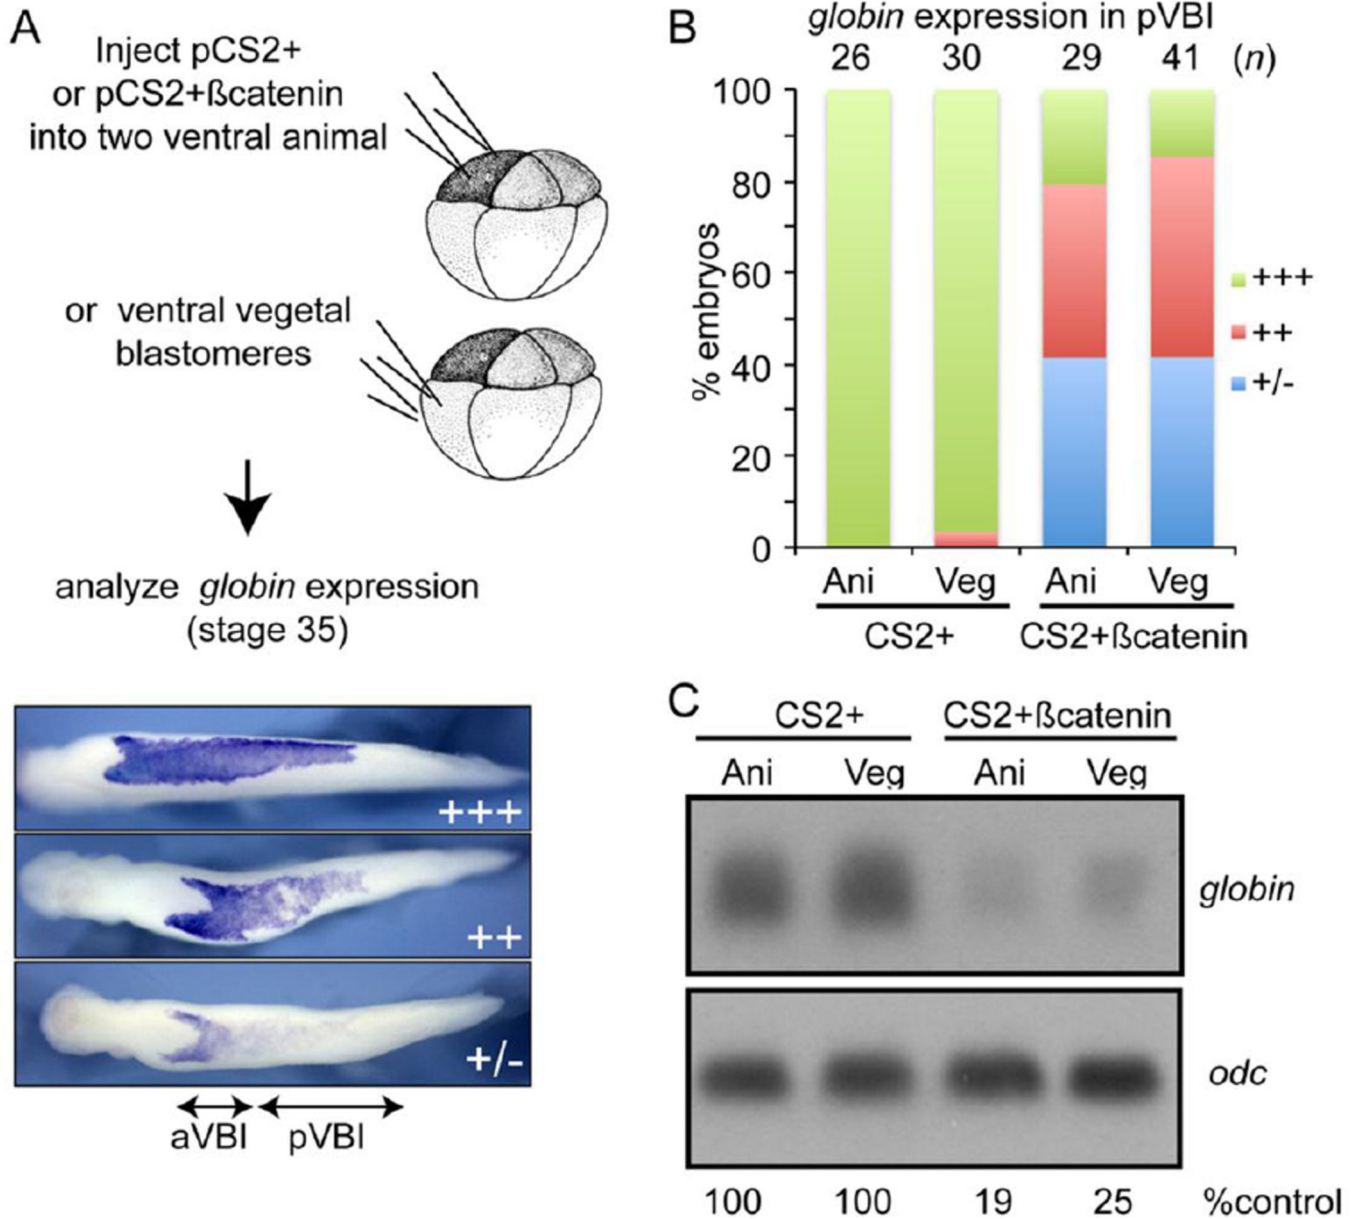 A
Inject pCS2+
or pCS2+ßcatenin
into two ventral animal
or ventral vegetal
blastomeres
analyze globin expression
(stage 35)
+++
++
+/-
aVBI pVBI
B
globin expression in pVBI
26 30 29 41 (n)
100
80
60
40
20
0
% embryos
+++
++
+/-
Ani Veg Ani Veg
CS2+ CS2+ßcatenin
C
CS2+ CS2+ßcatenin
Ani Veg Ani Veg
globin
odc
100 100 19 25 %control